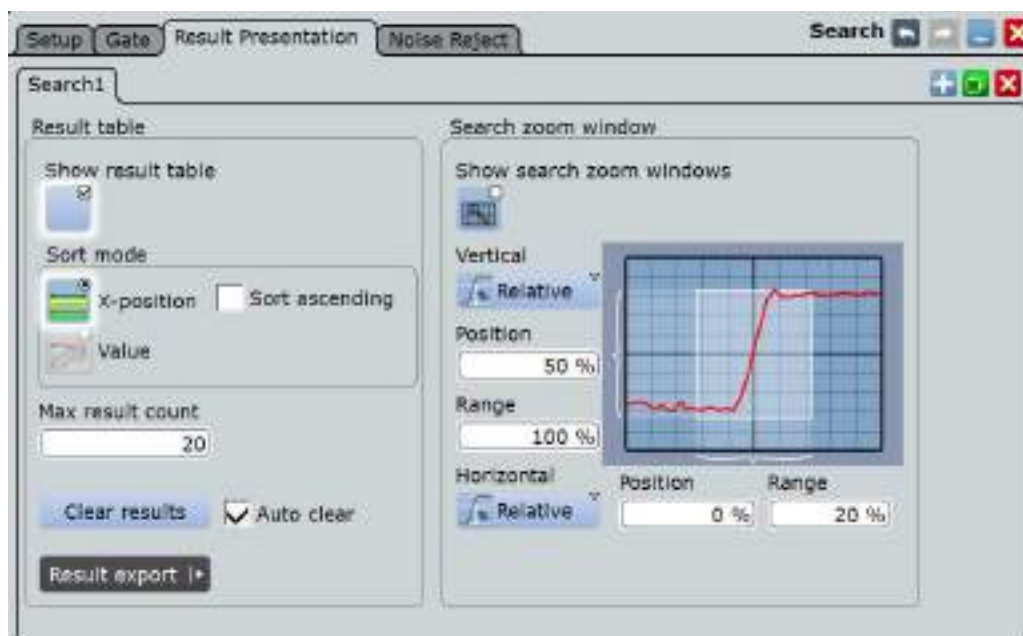 Setup Gate Result Presentation Noise Reject Search
Search1
Result table
Show result table
Sort mode
X-position Sort ascending
Value
Max result count
20
Clear results Auto clear
Result export
Search zoom window
Show search zoom windows
Vertical
Relative
Position
50 %
Range
100 %
Horizontal
Relative
Position Range
0 % 20 %